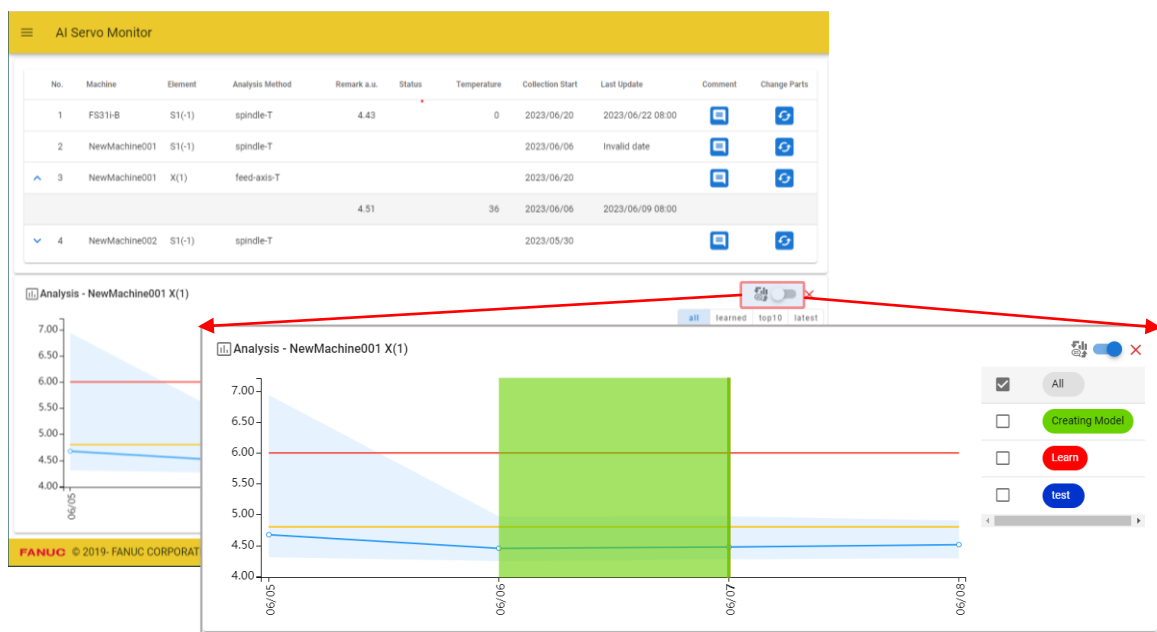 AI Servo Monitor
No. Machine Element Analysis Method Remark a.u. Status Temperature Collection Start Last Update Comment Change Parts
1 FS31i-B S1(-1) spindle-T 4.43 0 2023/06/20 2023/06/22 08:00
2 NewMachine001 S1(-1) spindle-T 2023/06/06 Invalid date
3 NewMachine001 X(1) feed-axis-T 2023/06/20
4.51 36 2023/06/06 2023/06/09 08:00
4 NewMachine002 S1(-1) spindle-T 2023/05/30
Analysis - NewMachine001 X(1)
all learned top10 latest
7.00
6.50
6.00
5.50
5.00
4.50
4.00
06/05
FANUC © 2019- FANUC CORPORAT
Analysis - NewMachine001 X(1)
7.00
6.50
6.00
5.50
5.00
4.50
4.00
06/05 06/06 06/07 06/08
All
Creating Model
Learn
test